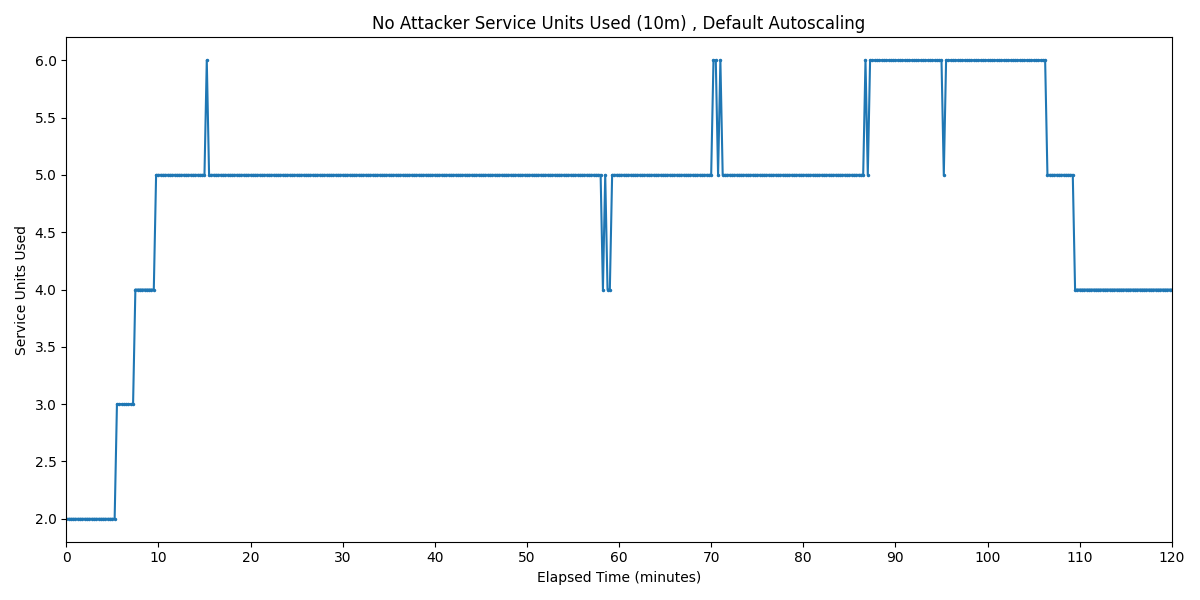 No Attacker Service Units Used (10m) , Default Autoscaling
6.0
5.5
5.0
4.5
4.0
3.5
3.0
2.5
2.0
Service Units Used
0 10 20 30 40 50 60 70 80 90 100 110 120
Elapsed Time (minutes)